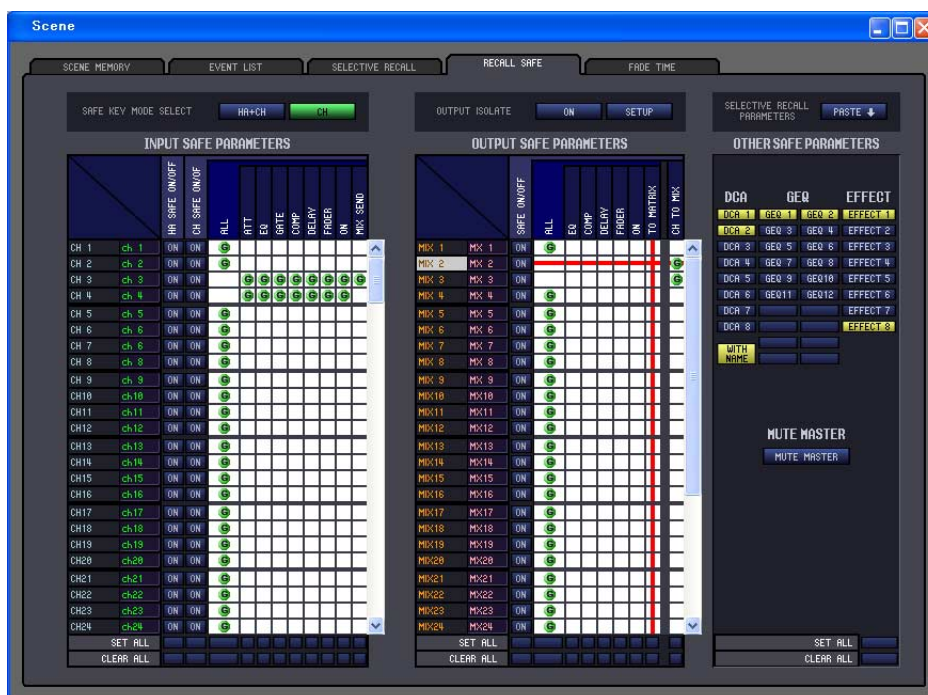 Scene
SCENE MEMORY EVENT LIST SELECTIVE RECALL RECALL SAFE FADE TIME
SAFE KEY MODE SELECT HA+CH CH
OUTPUT ISOLATE ON SETUP
SELECTIVE RECALL PARAMETERS PASTE
INPUT SAFE PARAMETERS
HA SAFE ON/OFF CH SAFE ON/OF ALL ATT EQ GATE COMP DELAY FADER ON MIX SEND
CH 1 ch 1 ON ON G
CH 2 ch 2 ON ON G
CH 3 ch 3 ON ON G G G G G G G G
CH 4 ch 4 ON ON G G G G G G G
CH 5 ch 5 ON ON G
CH 6 ch 6 ON ON G
CH 7 ch 6 ON ON G
CH 8 ch 8 ON ON G
CH 9 ch 9 ON ON G
CH10 ch10 ON ON G
CH11 ch11 ON ON G
CH12 ch12 ON ON G
CH13 ch13 ON ON G
CH14 ch14 ON ON G
CH15 ch15 ON ON G
CH16 ch16 ON ON G
CH17 ch17 ON ON G
CH18 ch18 ON ON G
CH19 ch19 ON ON G
CH20 ch20 ON ON G
CH21 ch21 ON ON G
CH22 ch22 ON ON G
CH23 ch23 ON ON G
CH24 ch24 ON ON G
SET ALL
CLEAR ALL
OUTPUT SAFE PARAMETERS
SAFE ON/OFF ALL EQ COMP DELAY FADER ON TO MATRIX CH TO MIX
MIX 1 MX 1 ON G
MIX 2 MX 2 ON G
MIX 3 MX 3 ON G
MIX 4 MX 4 ON G
MIX 5 MX 5 ON G
MIX 6 MX 6 ON G
MIX 7 MX 7 ON G
MIX 8 MX 8 ON G
MIX 9 MX 9 ON G
MIX10 MX10 ON G
MIX11 MX11 ON G
MIX12 MX12 ON G
MIX13 MX13 ON G
MIX14 MX14 ON G
MIX15 MX15 ON G
MIX16 MX16 ON G
MIX17 MX17 ON G
MIX18 MX18 ON G
MIX19 MX19 ON G
MIX20 MX20 ON G
MIX21 MX21 ON G
MIX22 MX22 ON G
MIX23 MX23 ON G
MIX24 MX24 ON G
SET ALL
CLEAR ALL
OTHER SAFE PARAMETERS
DCA GEQ EFFECT
DCA 1 GEQ 1 GEQ 2 EFFECT 1
DCA 2 GEQ 3 GEQ 4 EFFECT 2
DCA 3 GEQ 5 GEQ 6 EFFECT 3
DCA 4 GEQ 7 GEQ 8 EFFECT 4
DCA 5 GEQ 9 GEQ10 EFFECT 5
DCA 6 GEQ11 GEQ12 EFFECT 6
DCA 7 EFFECT 7
DCA 8 EFFECT 8
WITH NAME
MUTE MASTER
MUTE MASTER
SET ALL
CLEAR ALL